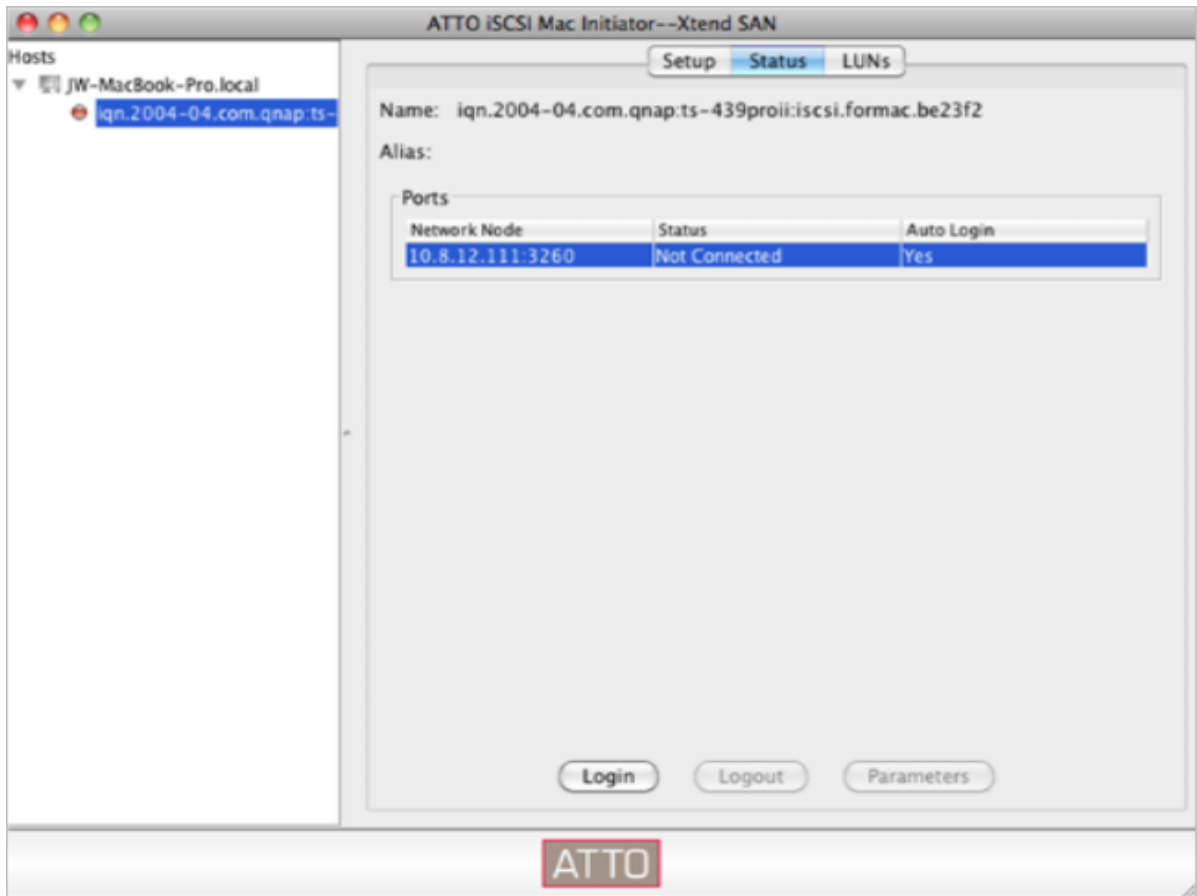 ATTO iSCSI Mac Initiator--Xtend SAN
Hosts
JW-MacBook-Pro.local
iqn.2004-04.com.qnap:ts-
Setup Status LUNs
Name: iqn.2004-04.com.qnap:ts-439proii:iscsi.formac.be23f2
Alias:
Ports
Network Node Status Auto Login
10.8.12.111:3260 Not Connected Yes
Login Logout Parameters
ATTO